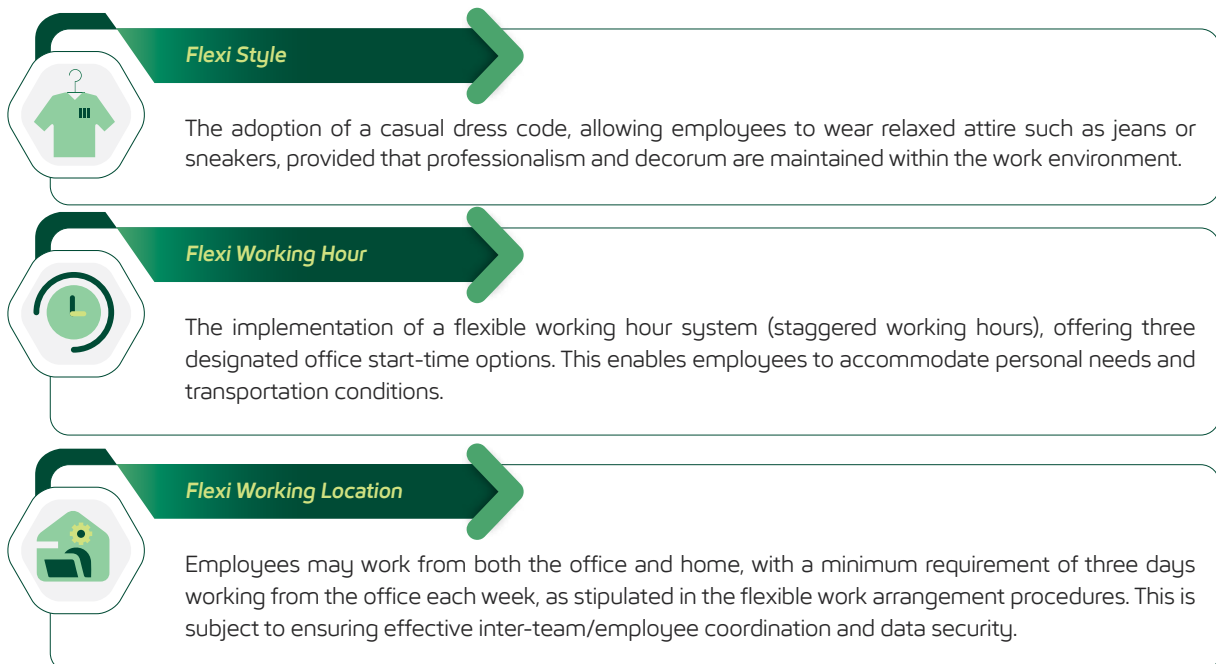 Flexi Style
The adoption of a casual dress code, allowing employees to wear relaxed attire such as jeans or
sneakers, provided that professionalism and decorum are maintained within the work environment.
Flexi Working Hour
The implementation of a flexible working hour system (staggered working hours), offering three
designated office start-time options. This enables employees to accommodate personal needs and
transportation conditions.
Flexi Working Location
Employees may work from both the office and home, with a minimum requirement of three days
working from the office each week, as stipulated in the flexible work arrangement procedures. This is
subject to ensuring effective inter-team/employee coordination and data security.